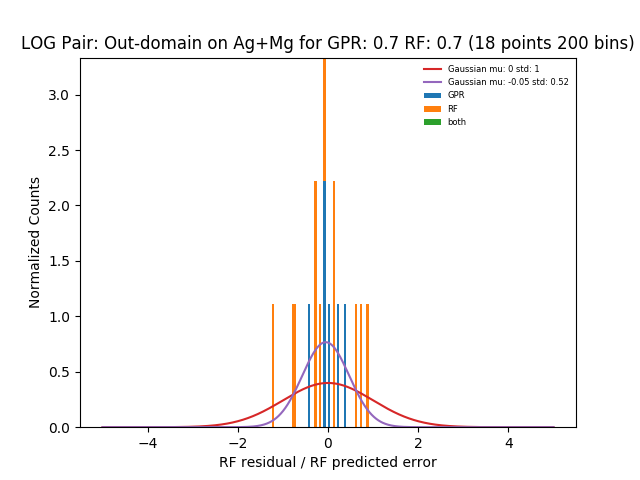 LOG Pair: Out-domain on Ag+Mg for GPR: 0.7 RF: 0.7 (18 points 200 bins)
Gaussian mu: 0 std: 1
Gaussian mu: -0.05 std: 0.52
GPR
RF
both
Normalized Counts
3.0
2.5
2.0
1.5
1.0
0.5
0.0
−4 −2 0 2 4
RF residual / RF predicted error